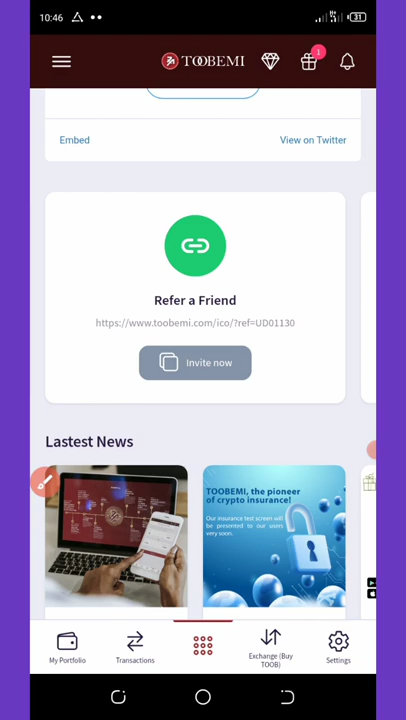 10:46
31
TOOBEMI
1
Embed
View on Twitter
Refer a Friend
https://www.toobemi.com/ico/?ref=UD01130
Invite now
Lastest News
TOOBEMI, the pioneer
of crypto insurance!
Our insurance test screen will
be presented to our users
very soon.
My Portfolio
Transactions
Exchange (Buy
TOOB)
Settings